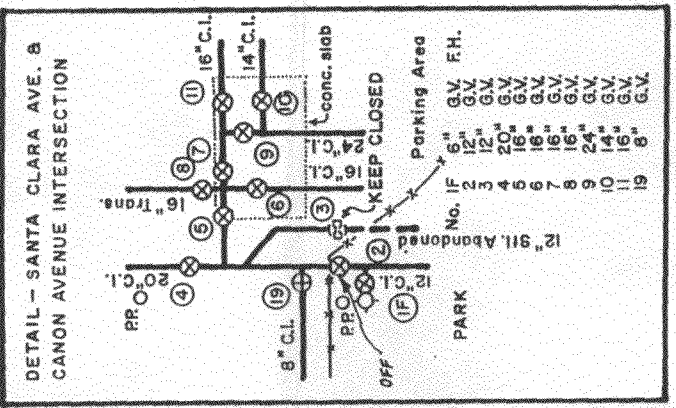 DETAIL — SANTA CLARA AVE. &
CANON AVENUE INTERSECTION
16" C.I.
14" C.I.
conc. slab
11
10
7
8
9
24" C.I.
16" C.I.
16" Trans.
5
6
3
KEEP CLOSED
Parking Area
P.P.
20" C.I.
4
12" Stl. Abandoned
2
12" C.I.
19
8" C.I.
P.P.
1F
OFF
PARK
No. 1F 6" G.V. F.H.
2 12" G.V.
3 12" G.V.
4 20" G.V.
5 16" G.V.
6 16" G.V.
7 16" G.V.
8 16" G.V.
9 24" G.V.
10 14" G.V.
11 16" G.V.
19 8" G.V.